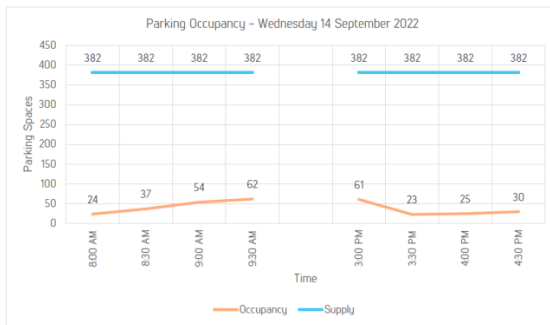 Parking Occupancy – Wednesday 14 September 2022
450
400
350
300
250
200
150
100
50
0
Parking Spaces
382 382 382 382 382 382 382 382
24 37 54 62 61 23 25 30
8:00 AM 8:30 AM 9:00 AM 9:30 AM 3:00 PM 3:30 PM 4:00 PM 4:30 PM
Time
Occupancy Supply